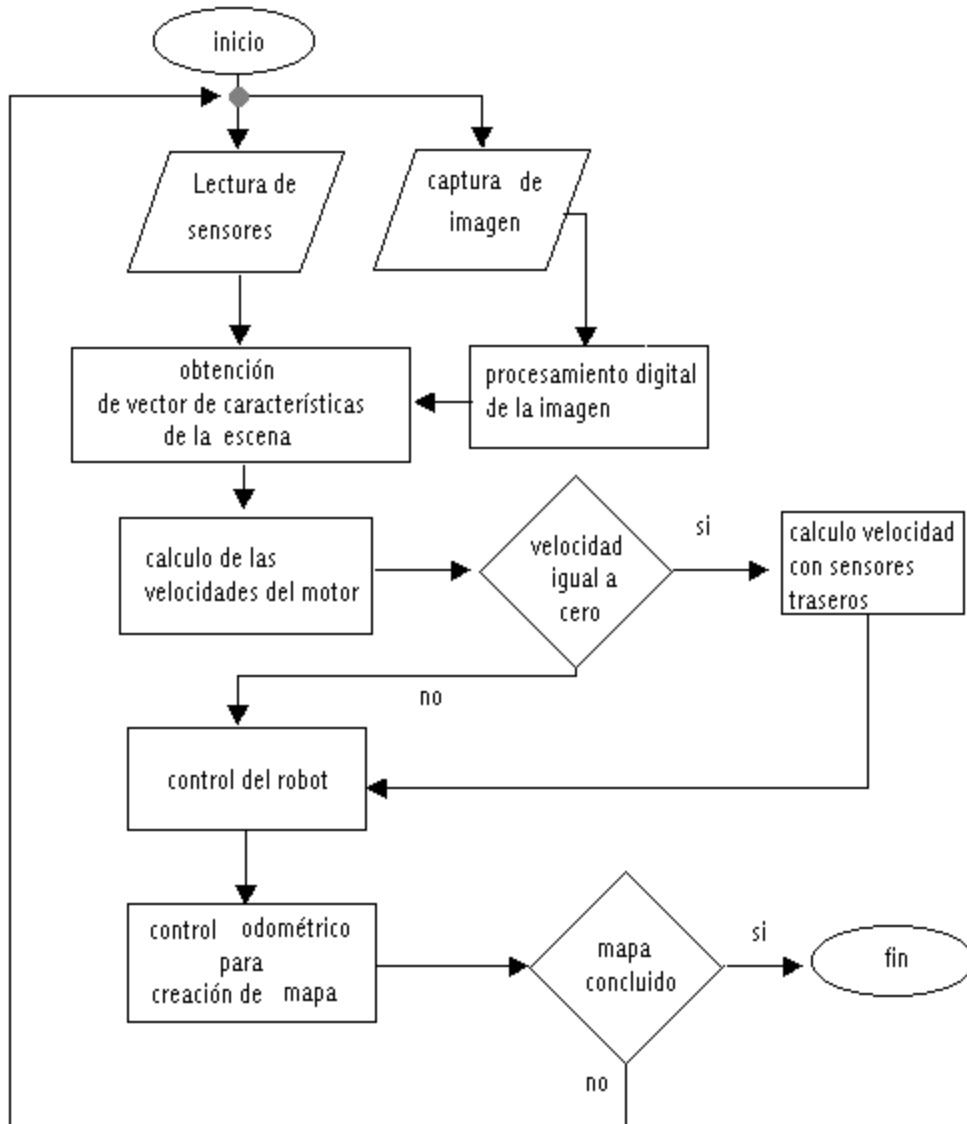 inicio
Lectura de
sensores
captura de
imagen
obtención
de vector de características
de la escena
procesamiento digital
de la imagen
calculo de las
velocidades del motor
velocidad
igual a
cero
si
calculo velocidad
con sensores
traseros
no
control del robot
control odométrico
para
creación de mapa
mapa
concluido
si
fin
no